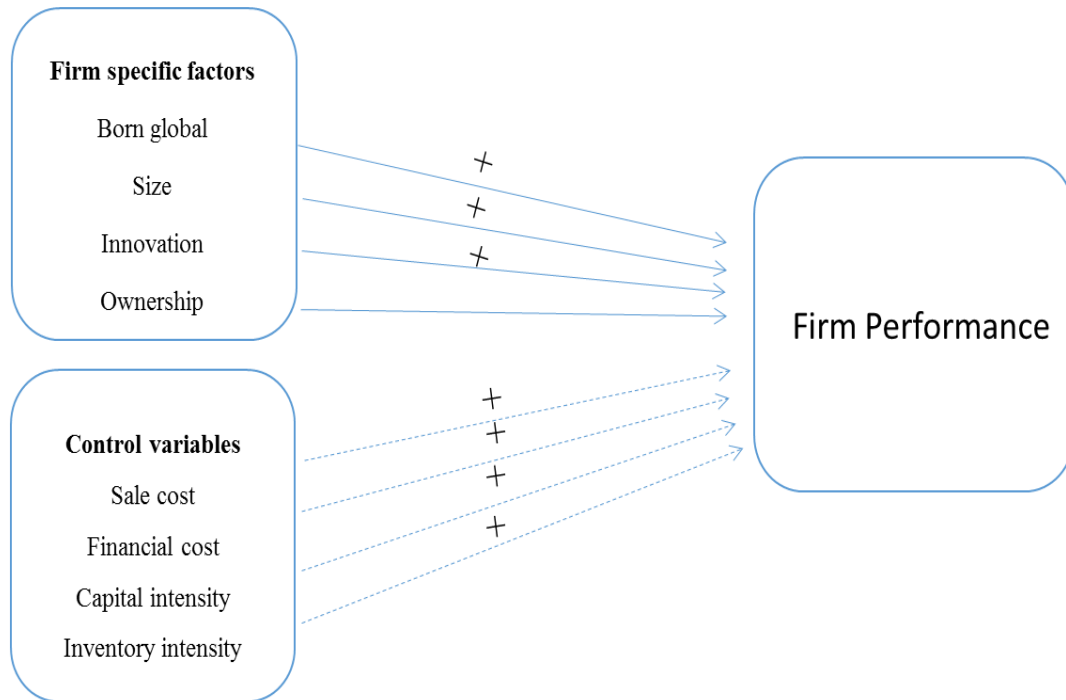 Firm specific factors
Born global
Size
Innovation
Ownership
+
+
+
Firm Performance
Control variables
Sale cost
Financial cost
Capital intensity
Inventory intensity
+
+
+
+